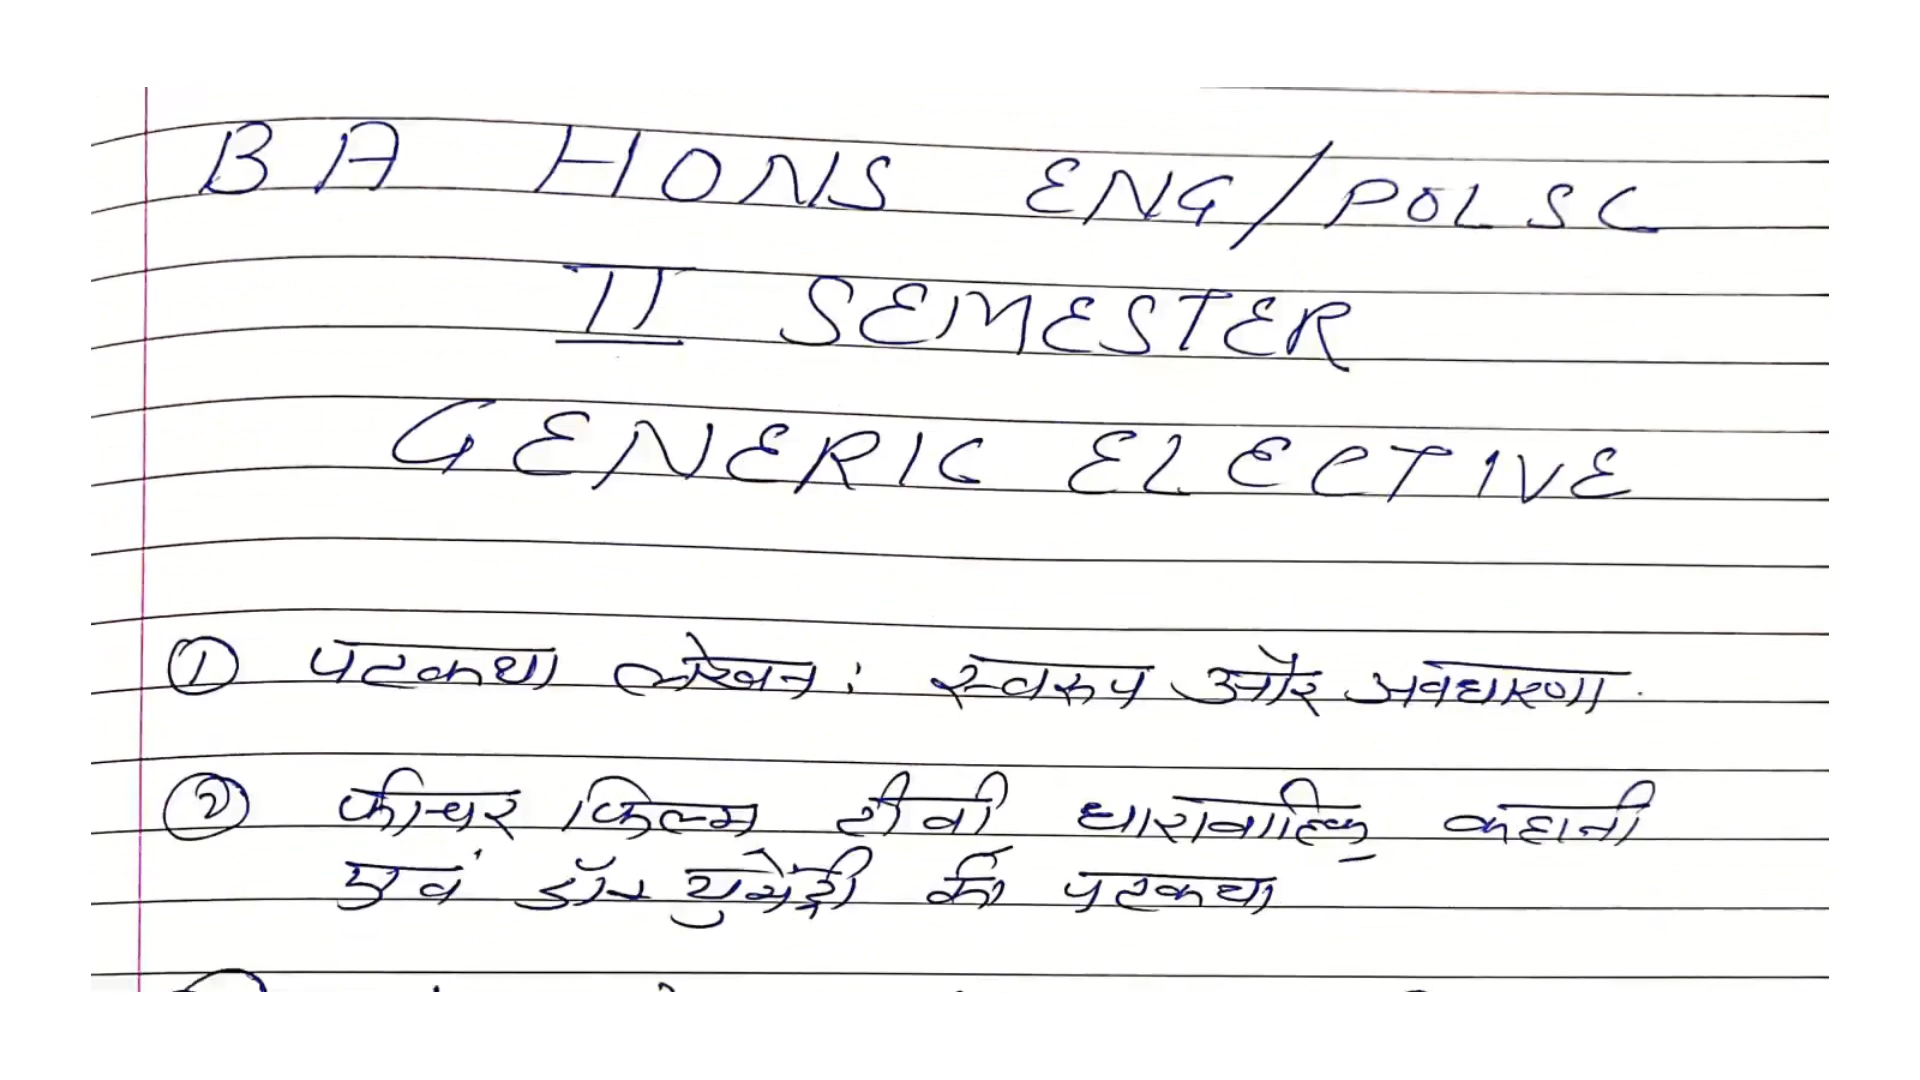 BA HONS ENG/POLSC
II SEMESTER
GENERIC ELECTIVE
① पटकथा लेखन: स्वरूप और अवधारणा.
② फीचर फिल्म टीवी धारावाहिक कहानी
एवं डॉक्युमेंट्री की पटकथा